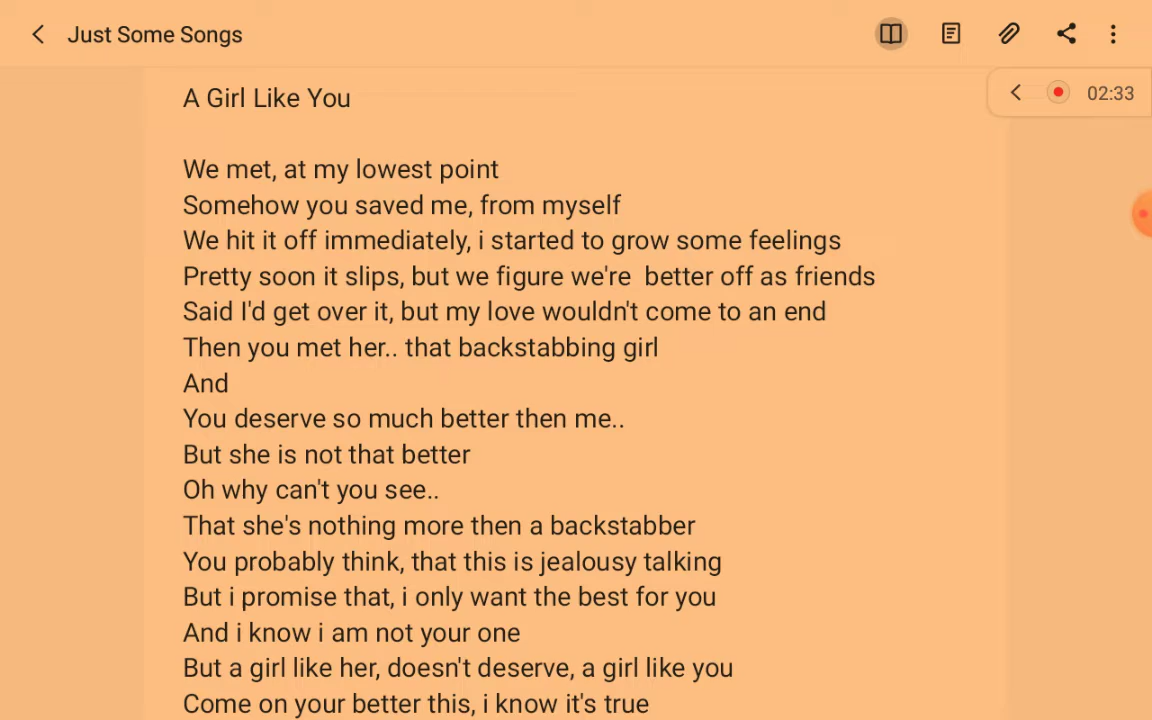 Just Some Songs
02:33
A Girl Like You
We met, at my lowest point
Somehow you saved me, from myself
We hit it off immediately, i started to grow some feelings
Pretty soon it slips, but we figure we're  better off as friends
Said I'd get over it, but my love wouldn't come to an end
Then you met her.. that backstabbing girl
And
You deserve so much better then me..
But she is not that better
Oh why can't you see..
That she's nothing more then a backstabber
You probably think, that this is jealousy talking
But i promise that, i only want the best for you
And i know i am not your one
But a girl like her, doesn't deserve, a girl like you
Come on your better this, i know it's true